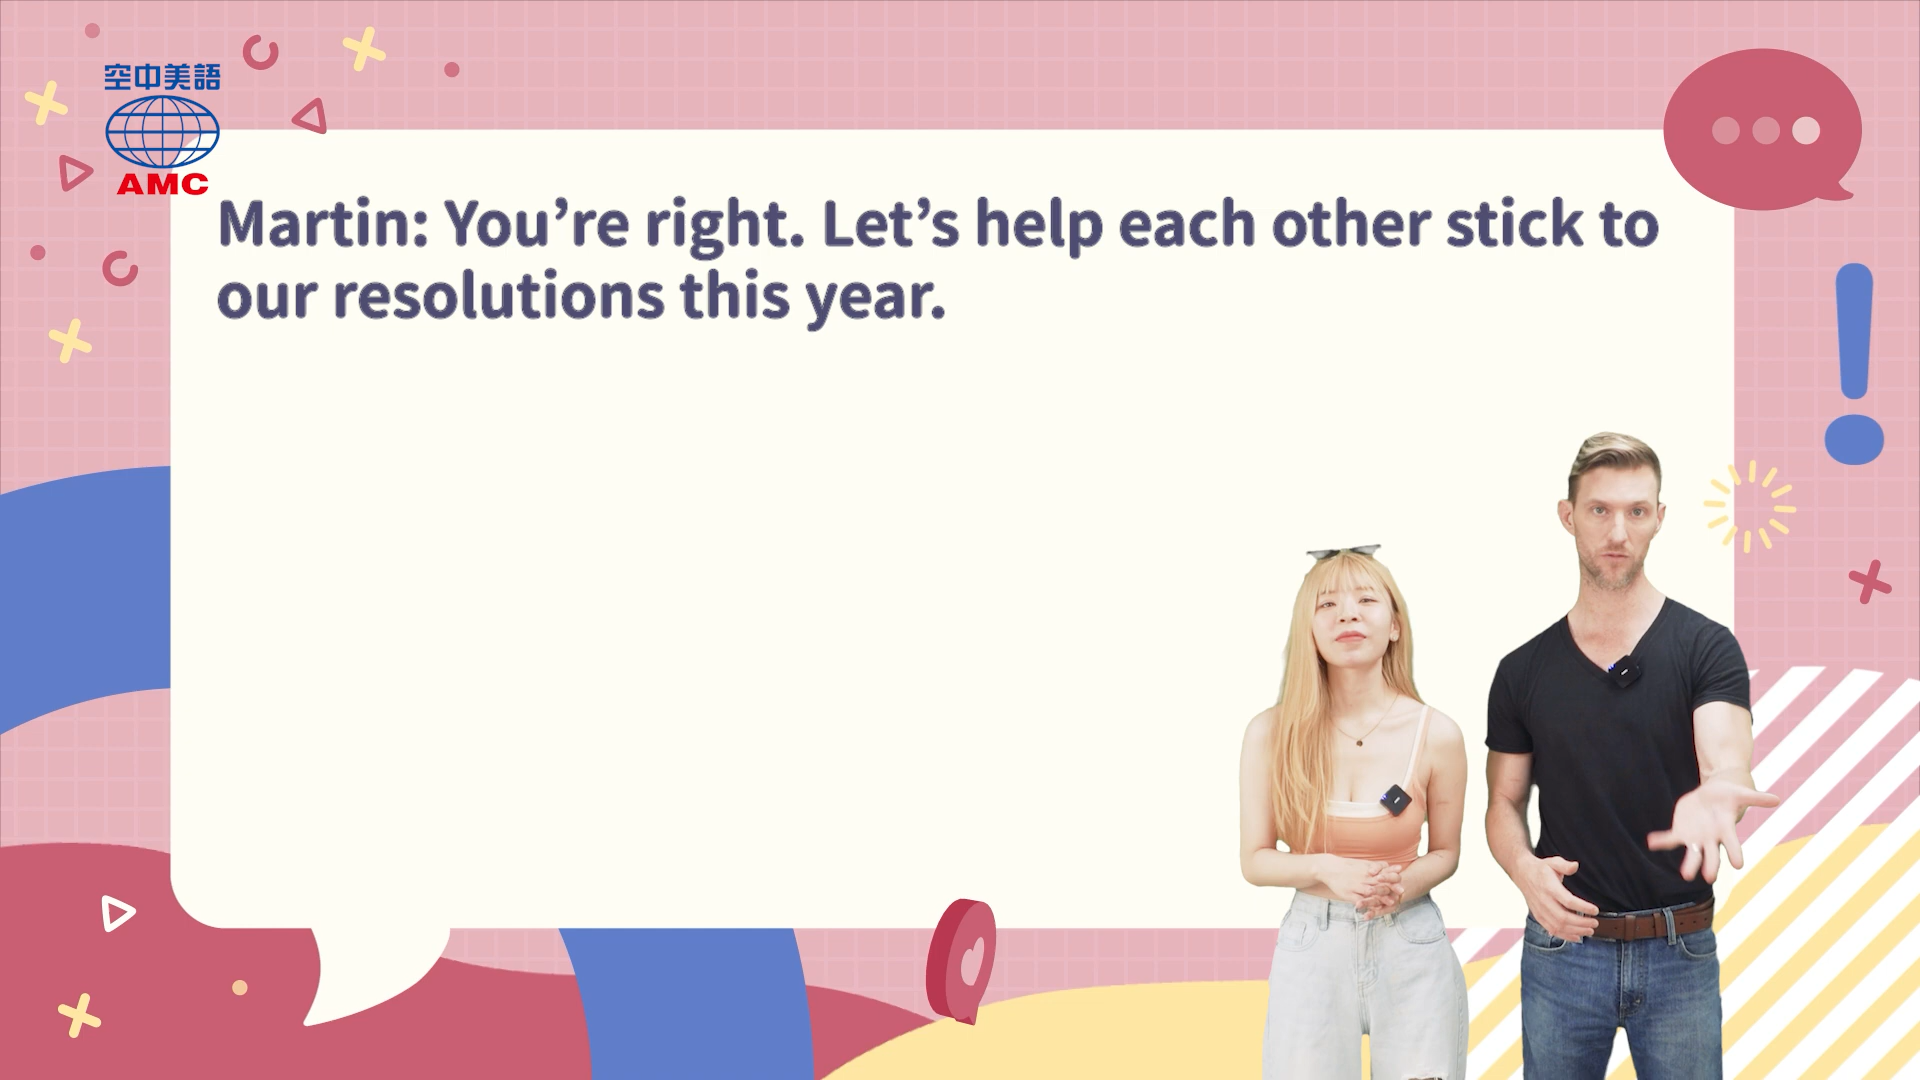 空中美語
AMC
Martin: You’re right. Let’s help each other stick to
our resolutions this year.